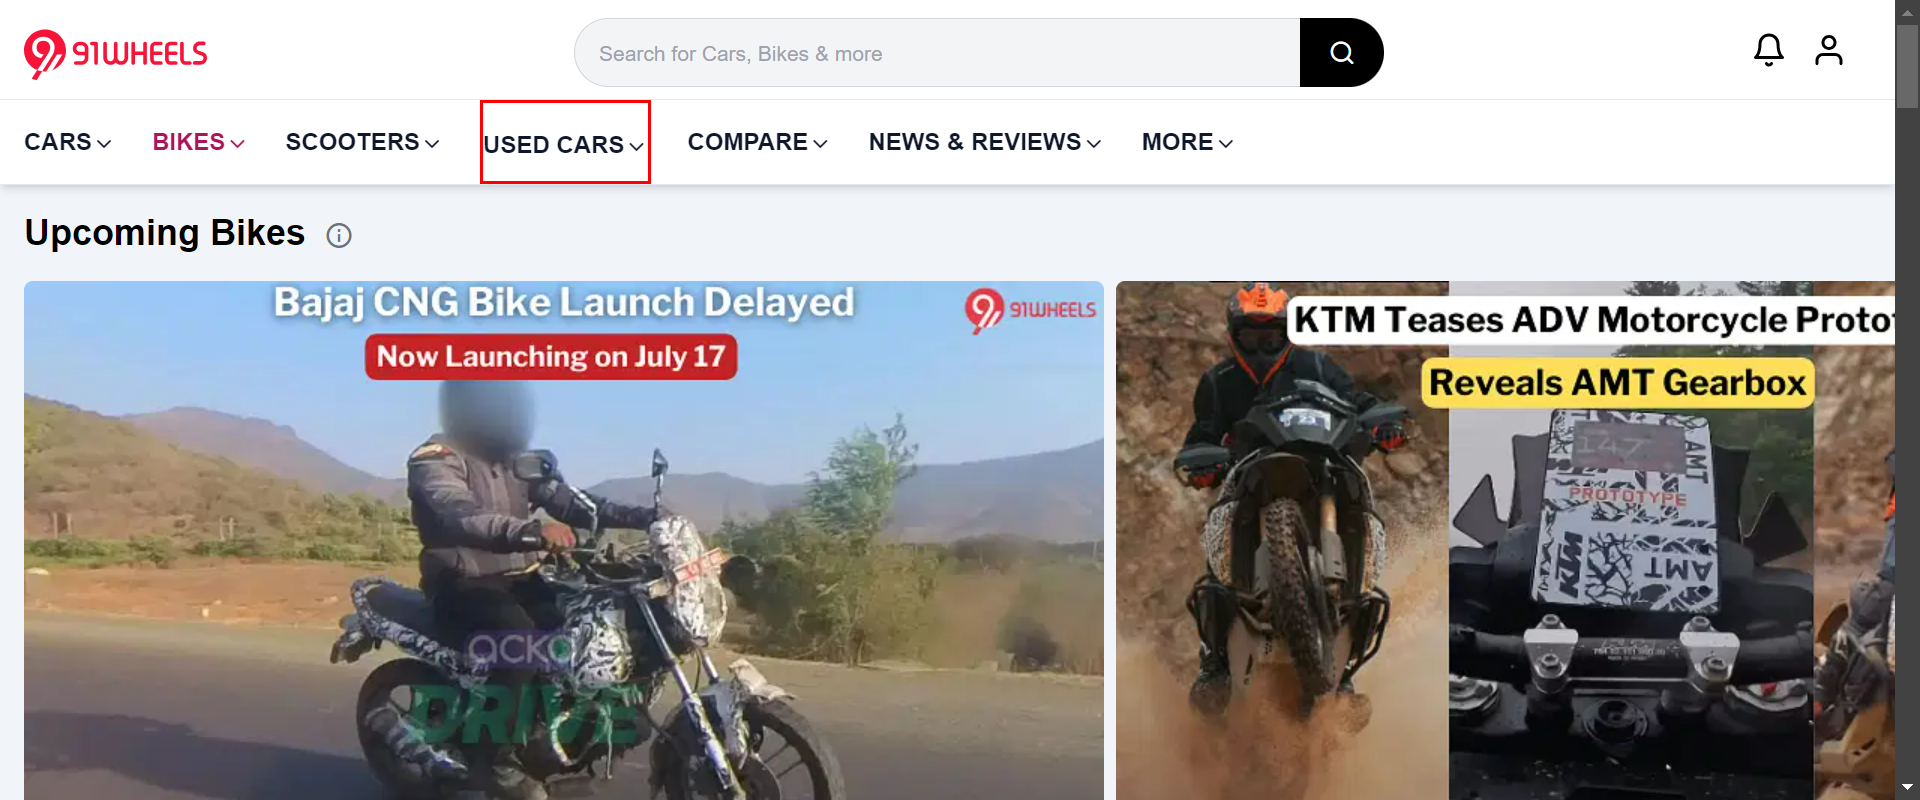 91WHEELS
Search for Cars, Bikes & more
CARS BIKES SCOOTERS USED CARS COMPARE NEWS & REVIEWS MORE
Upcoming Bikes
Bajaj CNG Bike Launch Delayed
91WHEELS
Now Launching on July 17
acko
DRIVE
KTM Teases ADV Motorcycle Proto
Reveals AMT Gearbox
147
AMT
PROTOTYPE
KTM
AMT